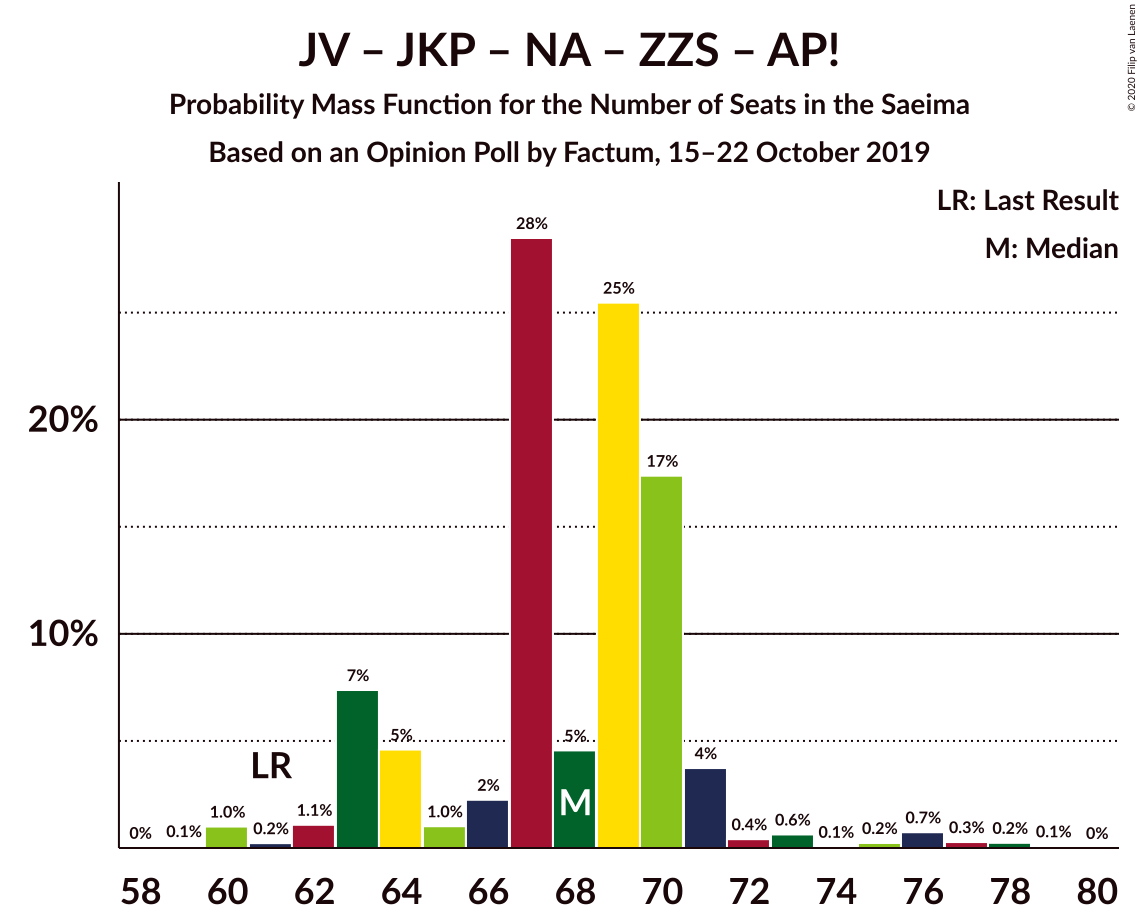 JV – JKP – NA – ZZS – AP!
Probability Mass Function for the Number of Seats in the Saeima
Based on an Opinion Poll by Factum, 15–22 October 2019
© 2020 Filip van Laenen
LR: Last Result
M: Median
20%
10%
0%
0.1%
1.0%
0.2%
LR
1.1%
7%
5%
1.0%
2%
28%
5%
M
25%
17%
4%
0.4%
0.6%
0.1%
0.2%
0.7%
0.3%
0.2%
0.1%
0%
58 60 62 64 66 68 70 72 74 76 78 80